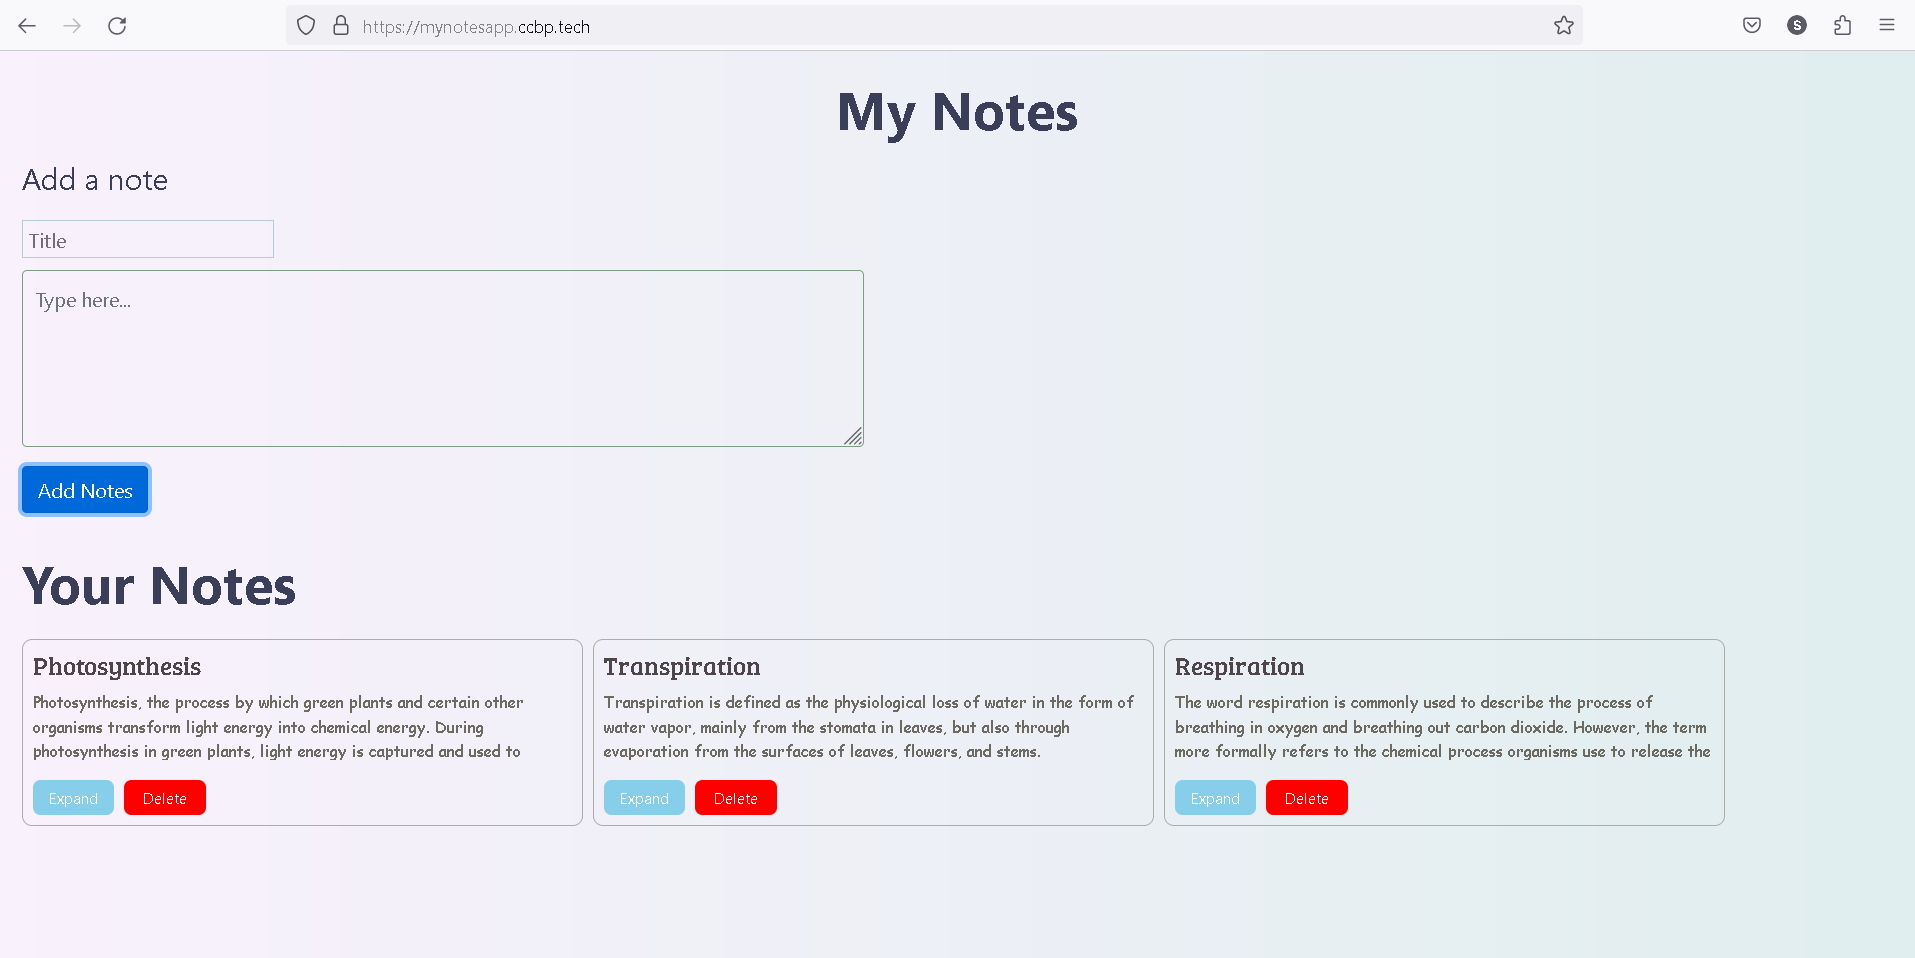 https://mynotesapp.ccbp.tech
S
My Notes
Add a note
Title
Type here...
Add Notes
Your Notes
Photosynthesis
Photosynthesis, the process by which green plants and certain other
organisms transform light energy into chemical energy. During
photosynthesis in green plants, light energy is captured and used to
Expand Delete
Transpiration
Transpiration is defined as the physiological loss of water in the form of
water vapor, mainly from the stomata in leaves, but also through
evaporation from the surfaces of leaves, flowers, and stems.
Expand Delete
Respiration
The word respiration is commonly used to describe the process of
breathing in oxygen and breathing out carbon dioxide. However, the term
more formally refers to the chemical process organisms use to release the
Expand Delete